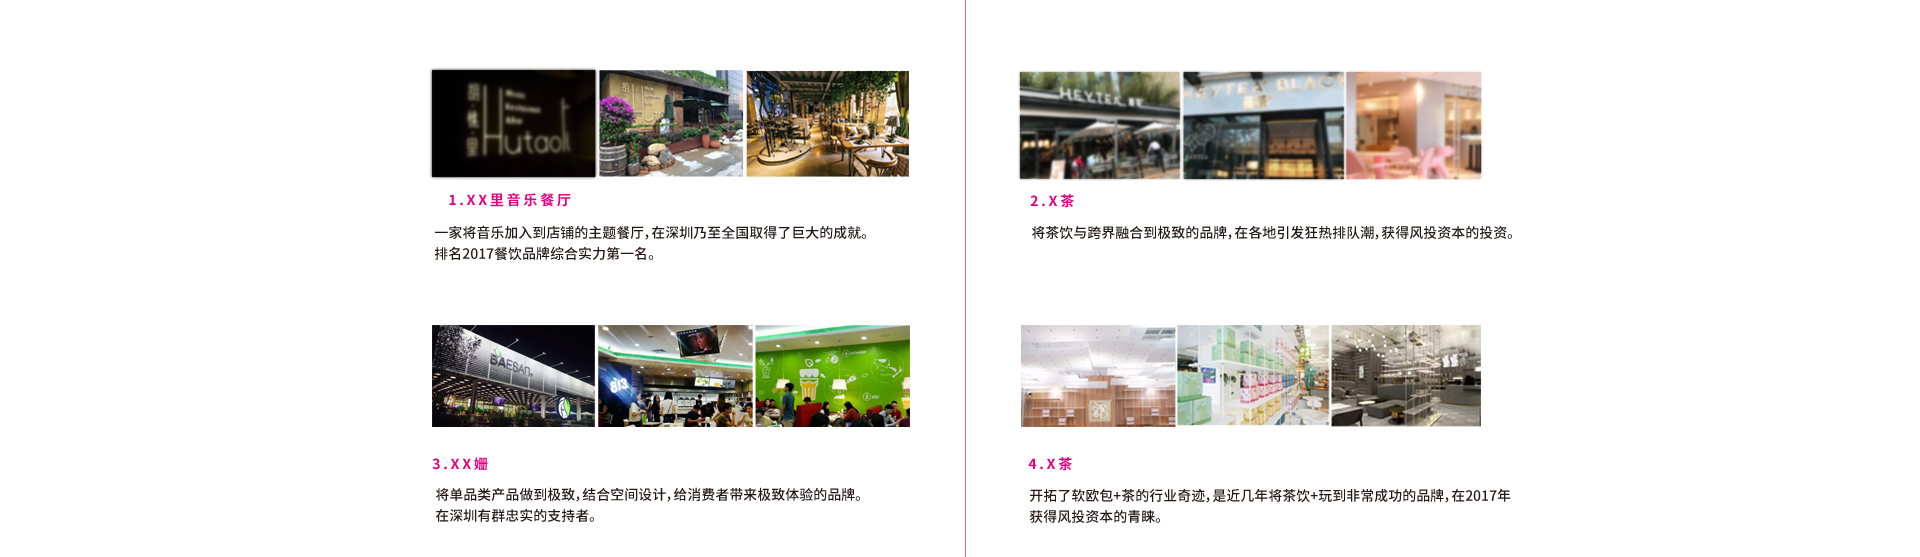 胡桃里
Hutaoli
HEYTEA
HEYTEA BLACK
1.XX里音乐餐厅
一家将音乐加入到店铺的主题餐厅,在深圳乃至全国取得了巨大的成就。
排名2017餐饮品牌综合实力第一名。
2.X茶
将茶饮与跨界融合到极致的品牌,在各地引发狂热排队潮,获得风投资本的投资。
BAESAN
813
3.XX姗
将单品类产品做到极致,结合空间设计,给消费者带来极致体验的品牌。
在深圳有群忠实的支持者。
4.X茶
开拓了软欧包+茶的行业奇迹,是近几年将茶饮+玩到非常成功的品牌,在2017年
获得风投资本的青睐。